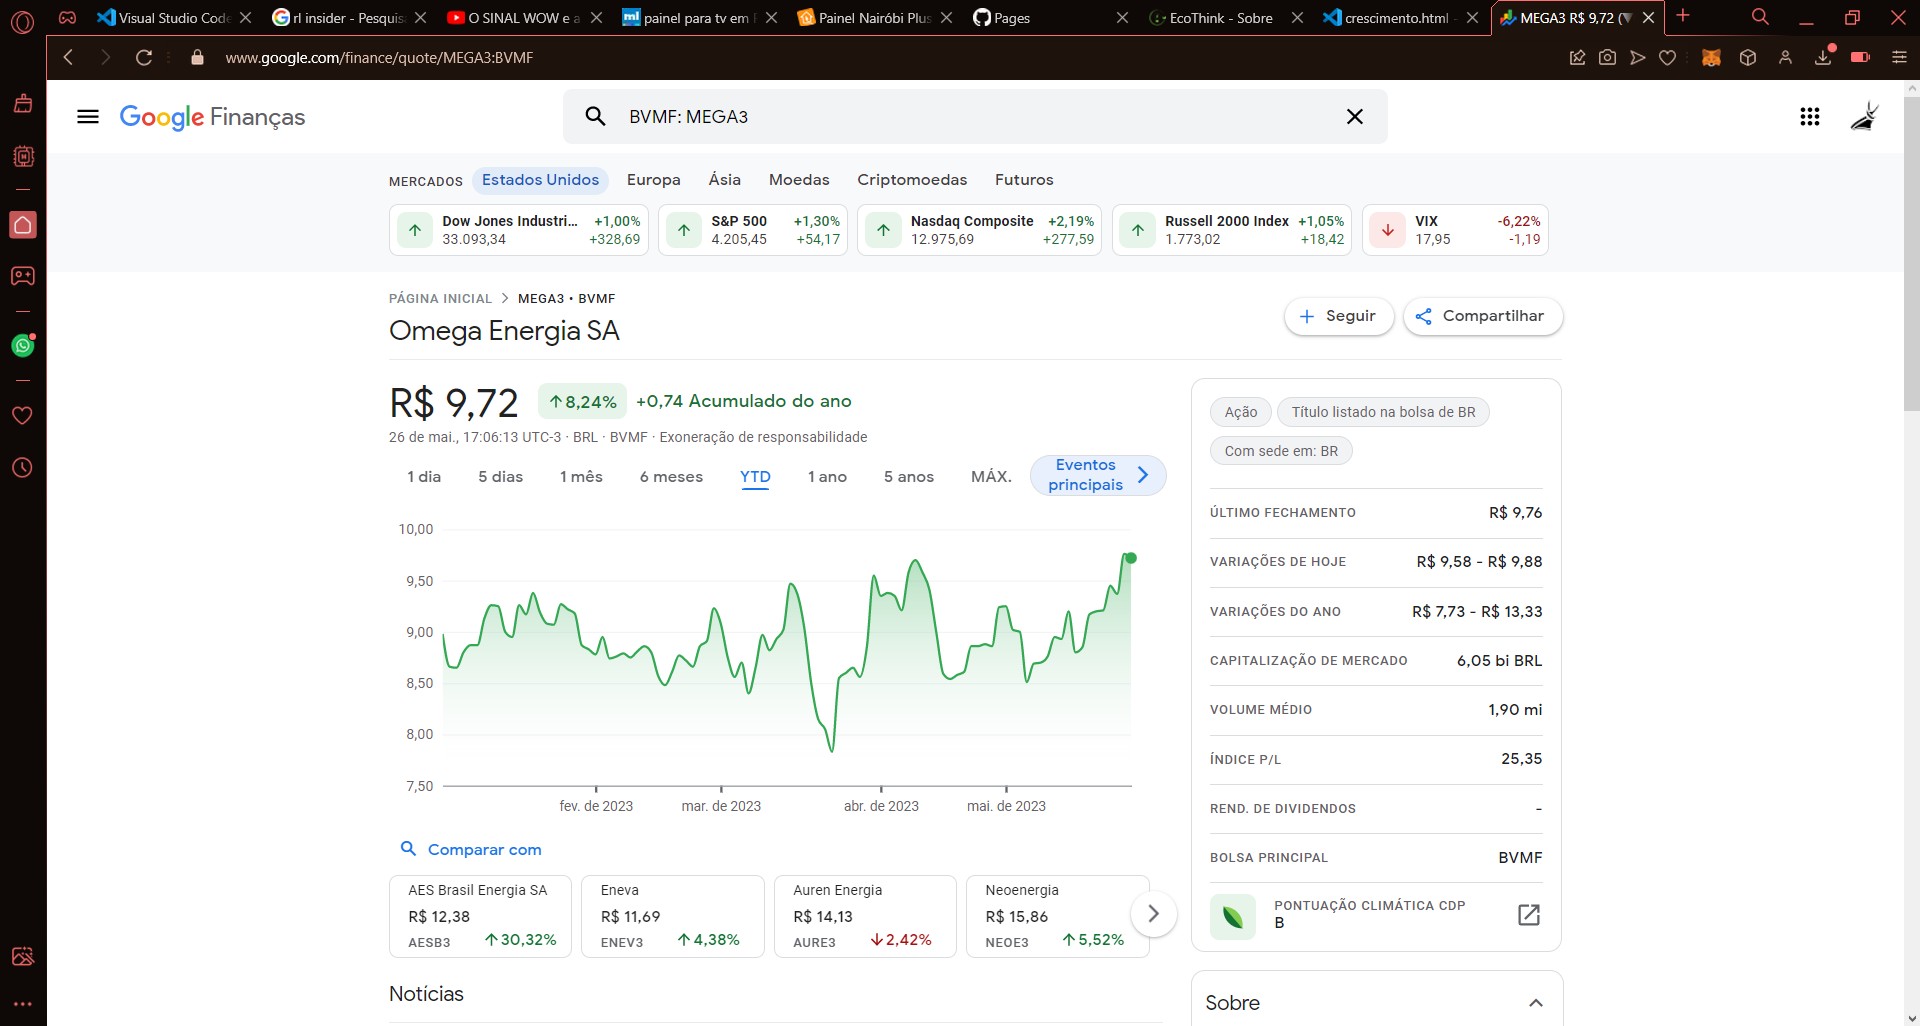 Visual Studio Code
rl insider - Pesquis
O SINAL WOW e a
painel para tv em
Painel Nairóbi Plus
Pages
EcoThink - Sobre
crescimento.html
MEGA3 R$ 9,72 (▼
www.google.com/finance/quote/MEGA3:BVMF
Google Finanças
BVMF: MEGA3
MERCADOS
Estados Unidos
Europa
Ásia
Moedas
Criptomoedas
Futuros
Dow Jones Industri... +1,00%
33.093,34 +328,69
S&P 500 +1,30%
4.205,45 +54,17
Nasdaq Composite +2,19%
12.975,69 +277,59
Russell 2000 Index +1,05%
1.773,02 +18,42
VIX -6,22%
17,95 -1,19
PÁGINA INICIAL > MEGA3 • BVMF
Omega Energia SA
Seguir
Compartilhar
R$ 9,72 ↑8,24% +0,74 Acumulado do ano
26 de mai., 17:06:13 UTC-3 · BRL · BVMF · Exoneração de responsabilidade
1 dia 5 dias 1 mês 6 meses YTD 1 ano 5 anos MÁX.
Eventos
principais
10,00
9,50
9,00
8,50
8,00
7,50
fev. de 2023 mar. de 2023 abr. de 2023 mai. de 2023
Comparar com
AES Brasil Energia SA
R$ 12,38
AESB3 ↑30,32%
Eneva
R$ 11,69
ENEV3 ↑4,38%
Auren Energia
R$ 14,13
AURE3 ↓2,42%
Neoenergia
R$ 15,86
NEOE3 ↑5,52%
Notícias
Ação
Título listado na bolsa de BR
Com sede em: BR
ÚLTIMO FECHAMENTO R$ 9,76
VARIAÇÕES DE HOJE R$ 9,58 - R$ 9,88
VARIAÇÕES DO ANO R$ 7,73 - R$ 13,33
CAPITALIZAÇÃO DE MERCADO 6,05 bi BRL
VOLUME MÉDIO 1,90 mi
ÍNDICE P/L 25,35
REND. DE DIVIDENDOS -
BOLSA PRINCIPAL BVMF
PONTUAÇÃO CLIMÁTICA CDP
B
Sobre